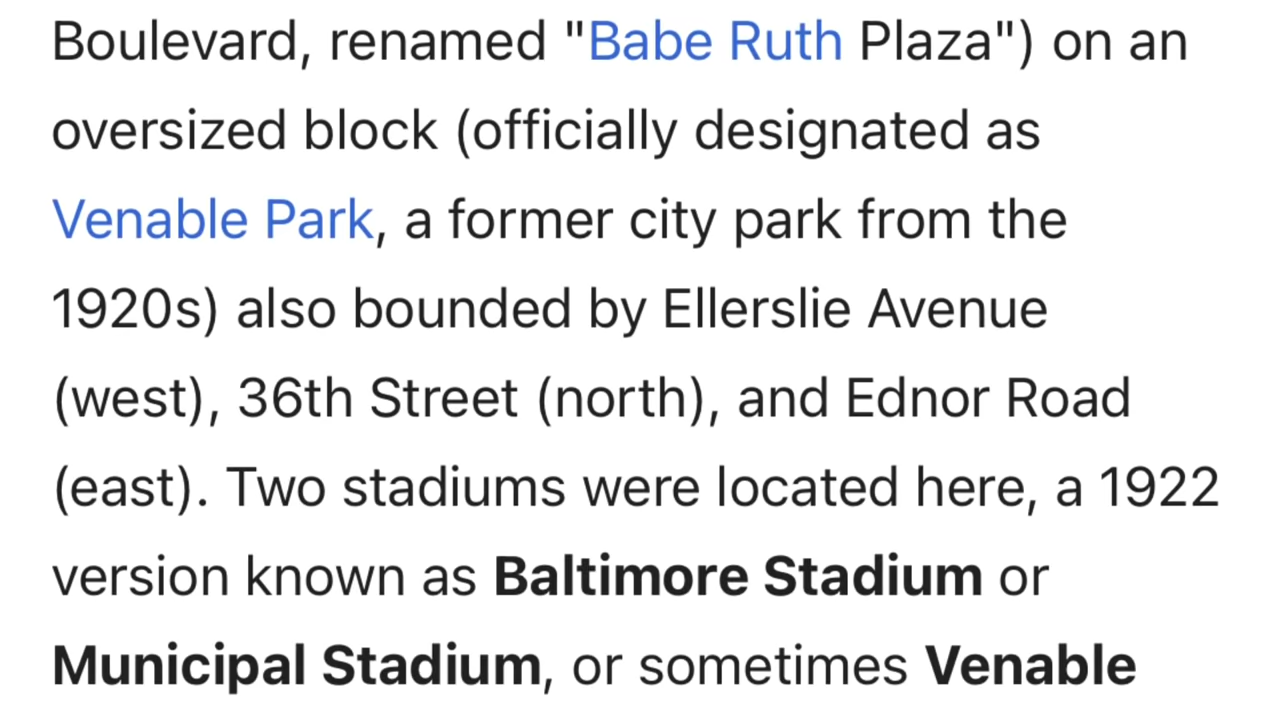 Boulevard, renamed "Babe Ruth Plaza") on an
oversized block (officially designated as
Venable Park, a former city park from the
1920s) also bounded by Ellerslie Avenue
(west), 36th Street (north), and Ednor Road
(east). Two stadiums were located here, a 1922
version known as Baltimore Stadium or
Municipal Stadium, or sometimes Venable